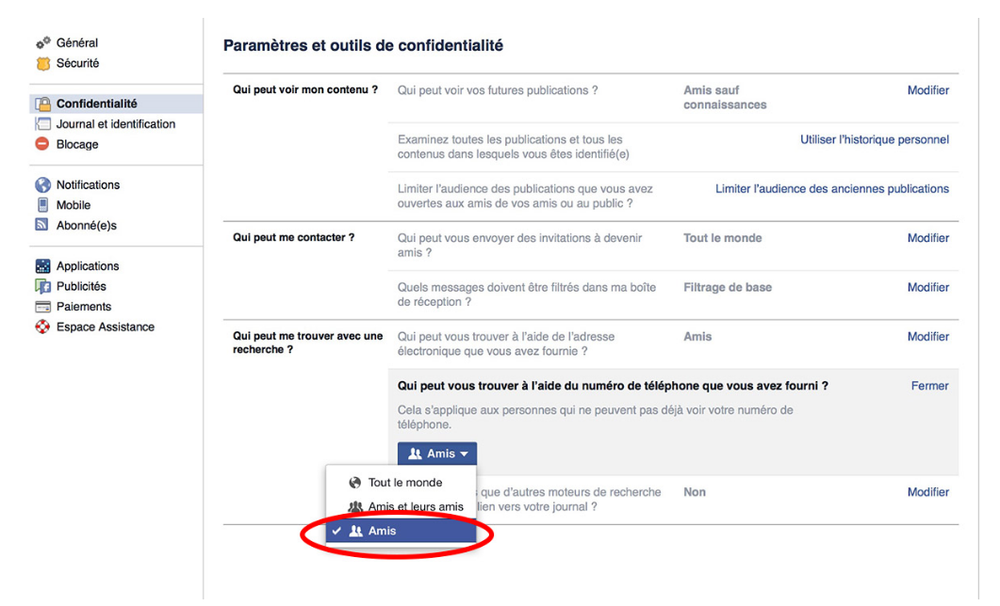 Général
Sécurité
Confidentialité
Journal et identification
Blocage
Notifications
Mobile
Abonné(e)s
Applications
Publicités
Paiements
Espace Assistance
Paramètres et outils de confidentialité
Qui peut voir mon contenu ?
Qui peut voir vos futures publications ?
Amis sauf
connaissances
Modifier
Examinez toutes les publications et tous les
contenus dans lesquels vous êtes identifié(e)
Utiliser l'historique personnel
Limiter l'audience des publications que vous avez
ouvertes aux amis de vos amis ou au public ?
Limiter l'audience des anciennes publications
Qui peut me contacter ?
Qui peut vous envoyer des invitations à devenir
amis ?
Tout le monde
Modifier
Quels messages doivent être filtrés dans ma boîte
de réception ?
Filtrage de base
Modifier
Qui peut me trouver avec une
recherche ?
Qui peut vous trouver à l'aide de l'adresse
électronique que vous avez fournie ?
Amis
Modifier
Qui peut vous trouver à l'aide du numéro de téléphone que vous avez fourni ?
Fermer
Cela s'applique aux personnes qui ne peuvent pas déjà voir votre numéro de
téléphone.
Amis
Tout le monde
Amis et leurs amis
Amis
que d'autres moteurs de recherche
lien vers votre journal ?
Non
Modifier